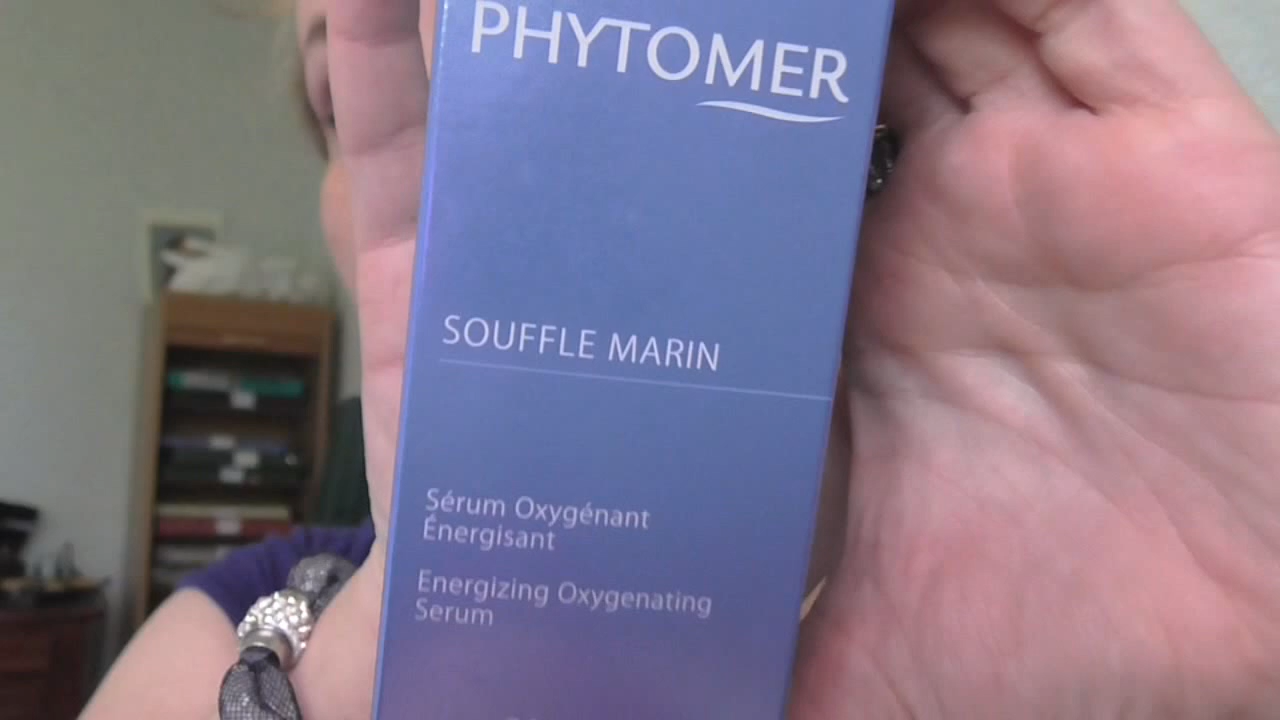 PHYTOMER
SOUFFLE MARIN
Sérum Oxygénant
Énergisant
Energizing Oxygenating
Serum